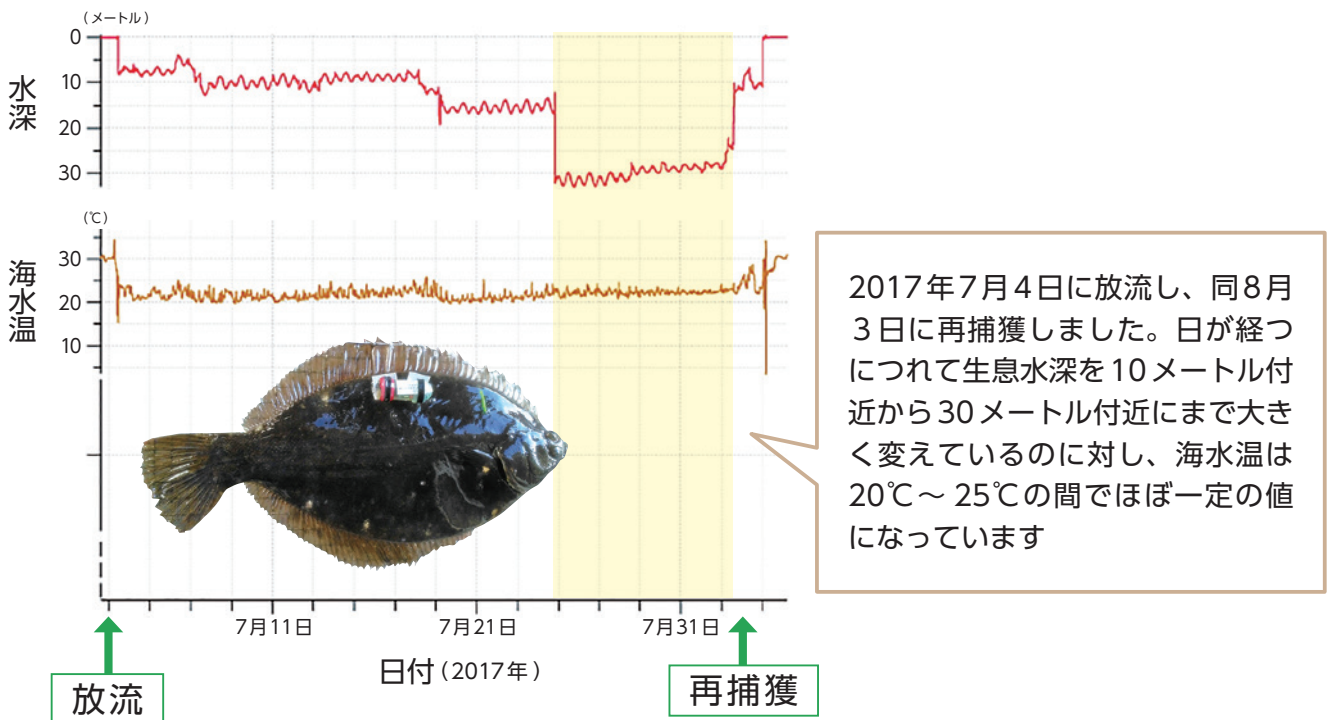 （メートル）
0
10
20
30
水深
（℃）
30
20
10
海水温
2017年7月4日に放流し、同8月
3日に再捕獲しました。日が経つ
につれて生息水深を10メートル付
近から30メートル付近にまで大き
く変えているのに対し、海水温は
20℃～25℃の間でほぼ一定の値
になっています
7月11日
7月21日
7月31日
日付（2017年）
放流
再捕獲